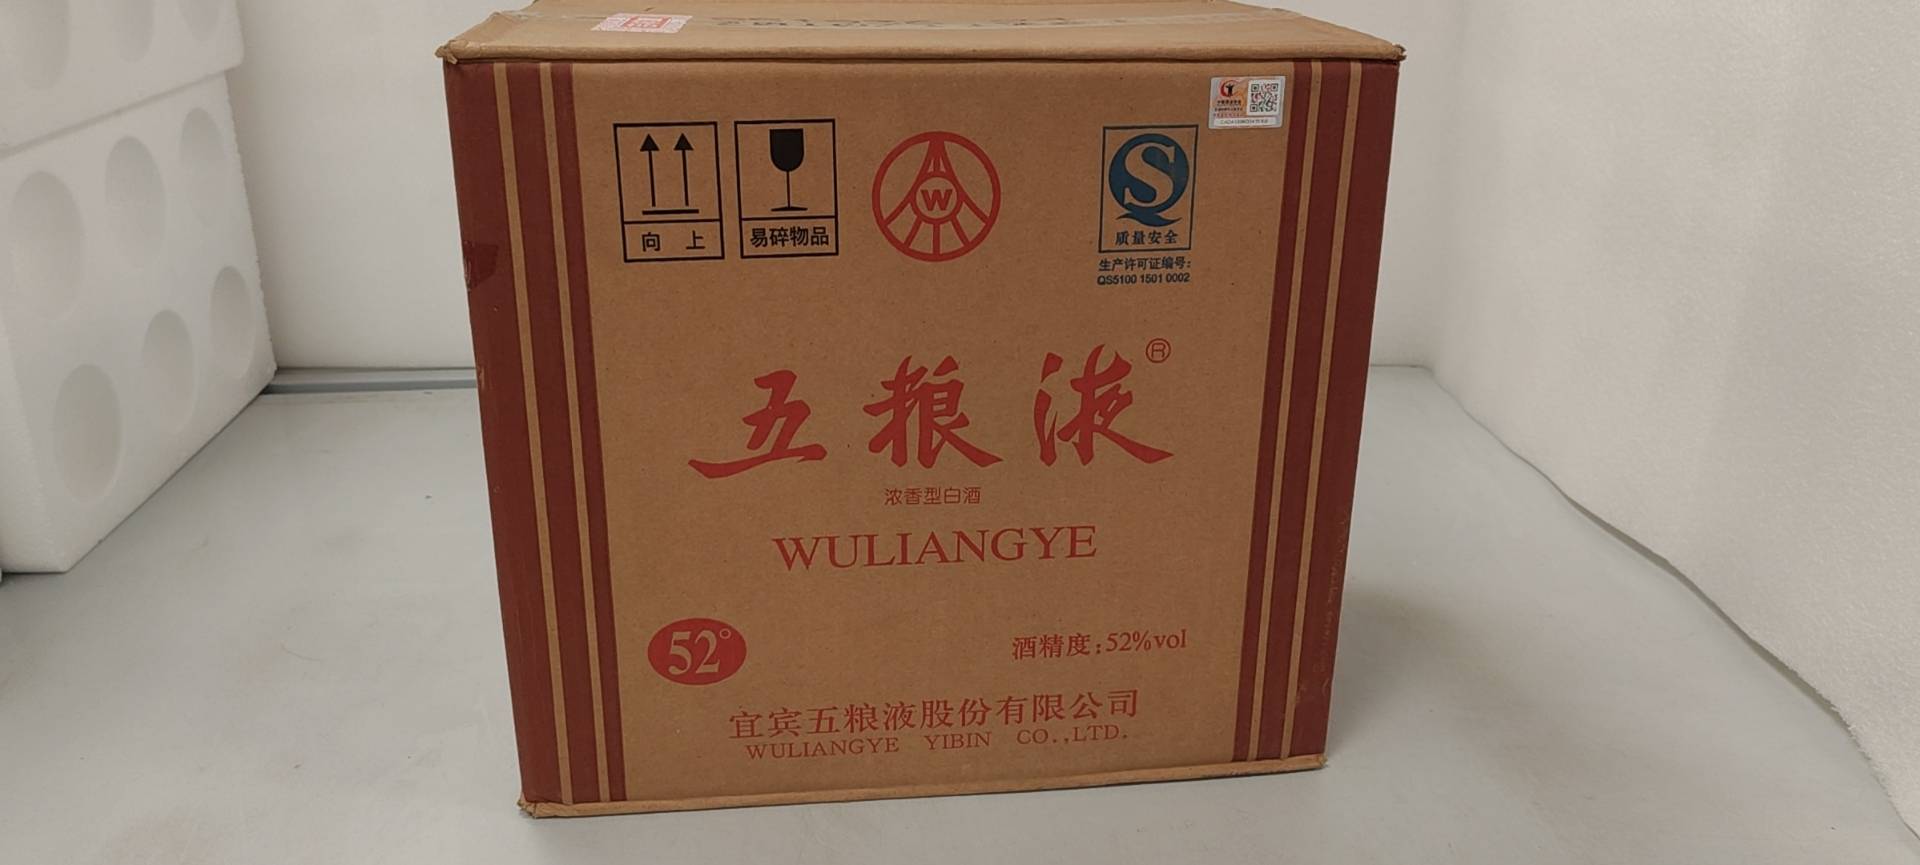 向 上
易碎物品
W
S
质量安全
生产许可证编号:
QS5100 1501 0002
五粮液®
浓香型白酒
WULIANGYE
52°
酒精度:52%vol
宜宾五粮液股份有限公司
WULIANGYE YIBIN CO.,LTD.